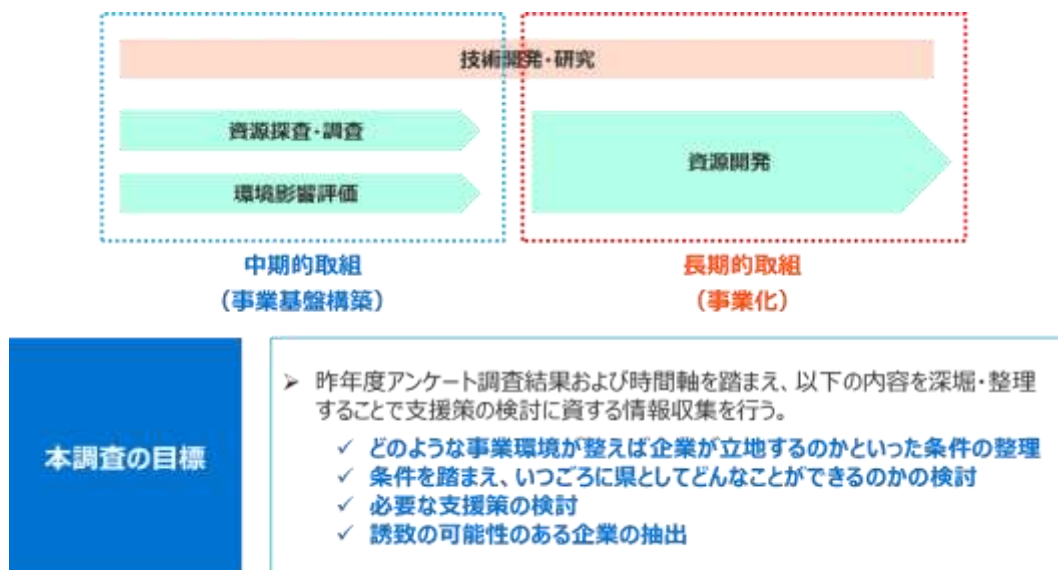 技術開発・研究
資源探査・調査
環境影響評価
資源開発
中期的取組
（事業基盤構築）
長期的取組
（事業化）
本調査の目標
➢ 昨年度アンケート調査結果および時間軸を踏まえ、以下の内容を深堀・整理
することで支援策の検討に資する情報収集を行う。
✓ どのような事業環境が整えば企業が立地するのかといった条件の整理
✓ 条件を踏まえ、いつごろに県としてどんなことができるのかの検討
✓ 必要な支援策の検討
✓ 誘致の可能性のある企業の抽出